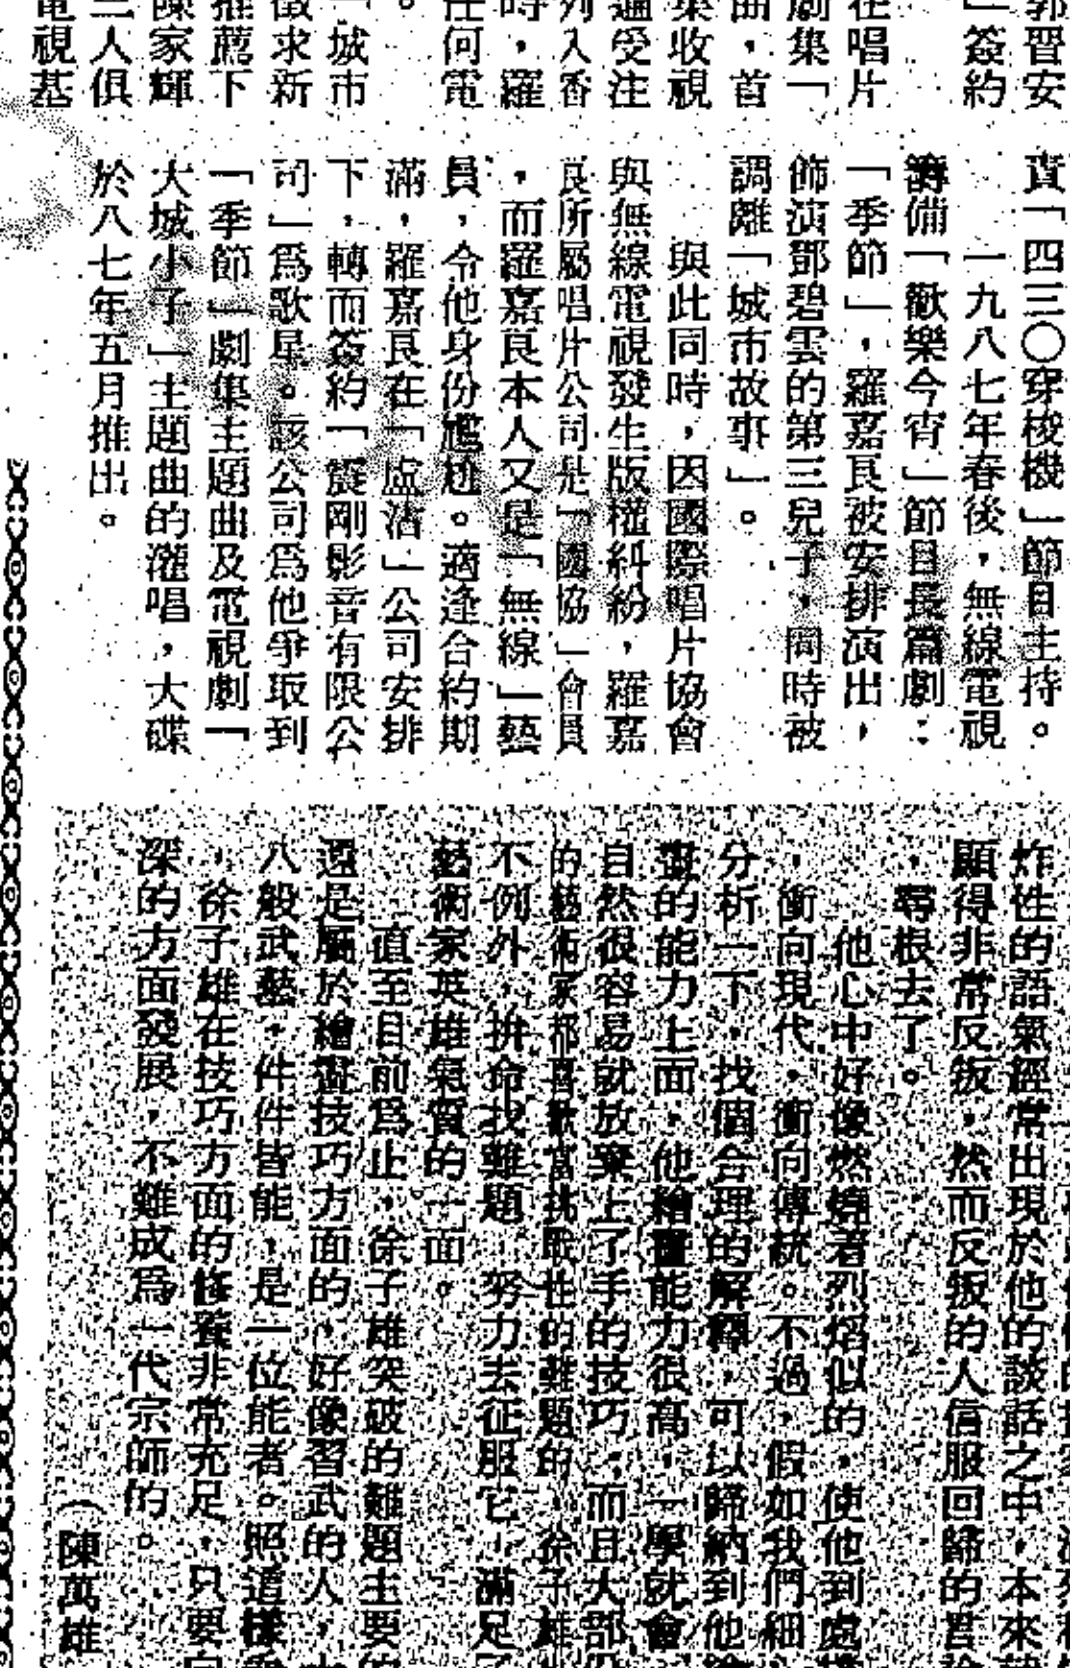 郭晋安
」簽約
在唱片
劇集「
曲，首
集收視
遍受注
列入香
時，羅
任何電
。
「城市
徵求新
推薦下
陳家輝
二人俱
電視基
責「四三〇穿梭機」節目主持。
一九八七年春後，無線電視
籌備「歡樂今宵」節目長篇劇：
「季節」，羅嘉良被安排演出，
飾演鄧碧雲的第三兒子，同時被
調離「城市故事」。
與此同時，因國際唱片協會
與無線電視發生版權糾紛，羅嘉
良所屬唱片公司是「國協」會員
，而羅嘉良本人又是「無線」藝
員，令他身份尷尬。適逢合約期
滿，羅嘉良在「盧沽」公司安排
下，轉而簽約「震剛影音有限公
司」爲歌星。該公司爲他爭取到
「季節」劇集主題曲及電視劇「
大城小子」主題曲的灌唱，大碟
於八七年五月推出。
炸性的語氣經常出現於他的談話之中，本來
顯得非常反叛，然而反叛的人信服回歸的
，尋根去了。
他心中好像燃燒著烈熖似的，使他到處
，衝向現代，衝向傳統。不過，假如我們細
分析一下，找個合理的解釋，可以歸納到他
的能力上面，他繪畫能力很高，一學就會
自然很容易就放棄上了手的技巧，而且大部
的藝術家都喜歡富挑戰性的難題的，徐子雄
不例外，拚命找難題，努力去征服它，滿足
藝術家英雄氣質的一面。
直至目前爲止，徐子雄突破的難題主要
還是屬於繪畫技巧方面的，好像習武的人，
八般武藝，件件皆能，是一位能者。照道樣
，徐子雄在技巧方面的修養非常充足，只要向
深的方面發展，不難成爲一代宗師的。
（陳萬雄